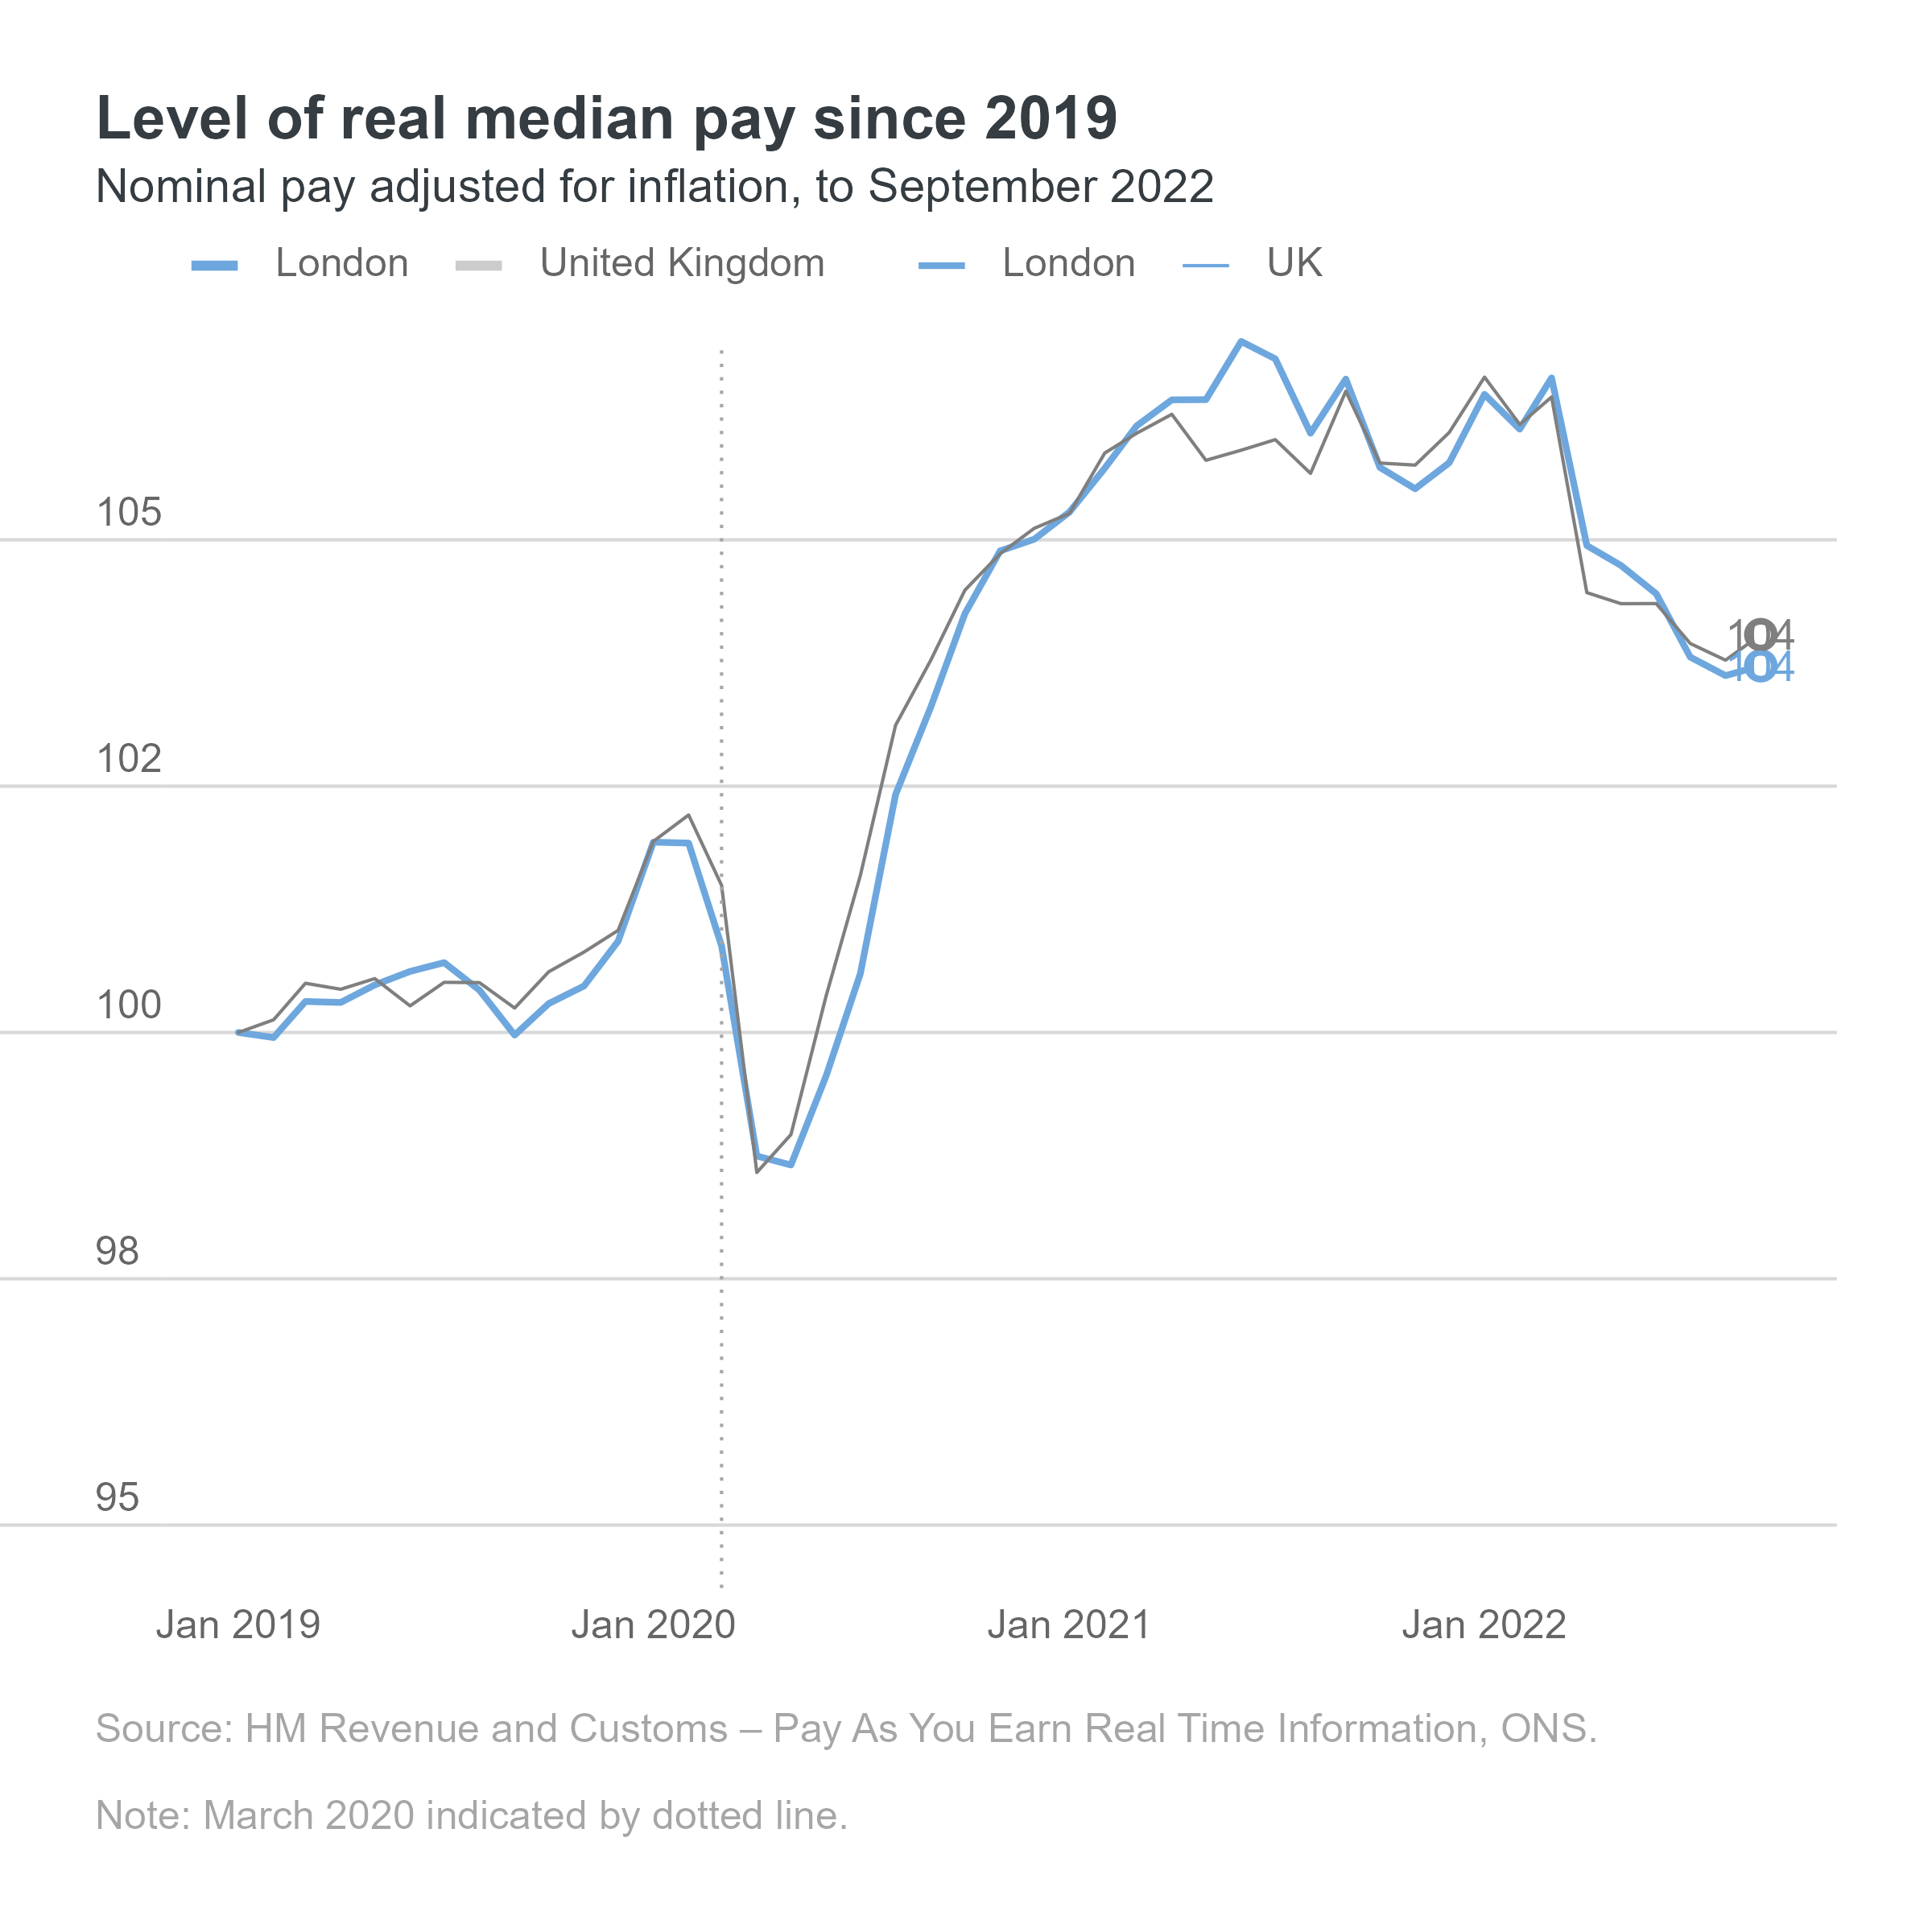 Level of real median pay since 2019
Nominal pay adjusted for inflation, to September 2022
London United Kingdom London UK
105
104
104
102
100
98
95
Jan 2019 Jan 2020 Jan 2021 Jan 2022
Source: HM Revenue and Customs – Pay As You Earn Real Time Information, ONS.
Note: March 2020 indicated by dotted line.